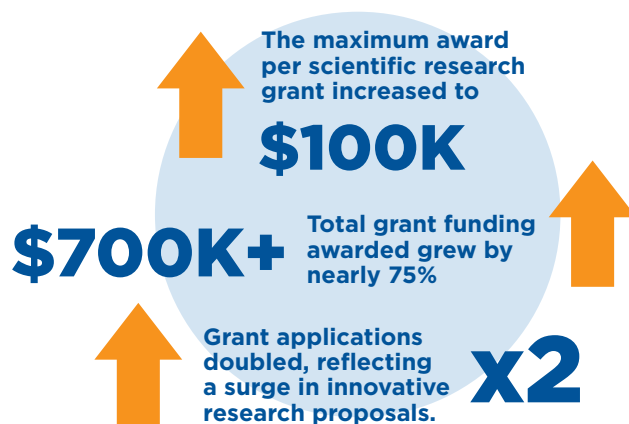 The maximum award
per scientific research
grant increased to
$100K
$700K+
Total grant funding
awarded grew by
nearly 75%
Grant applications
doubled, reflecting
a surge in innovative
research proposals.
x2